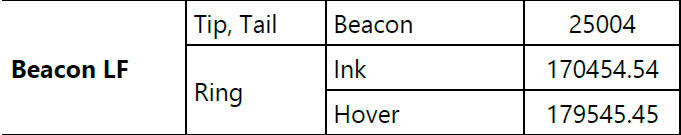 Beacon LF Tip, Tail Beacon 25004
Ring Ink 170454.54
Hover 179545.45